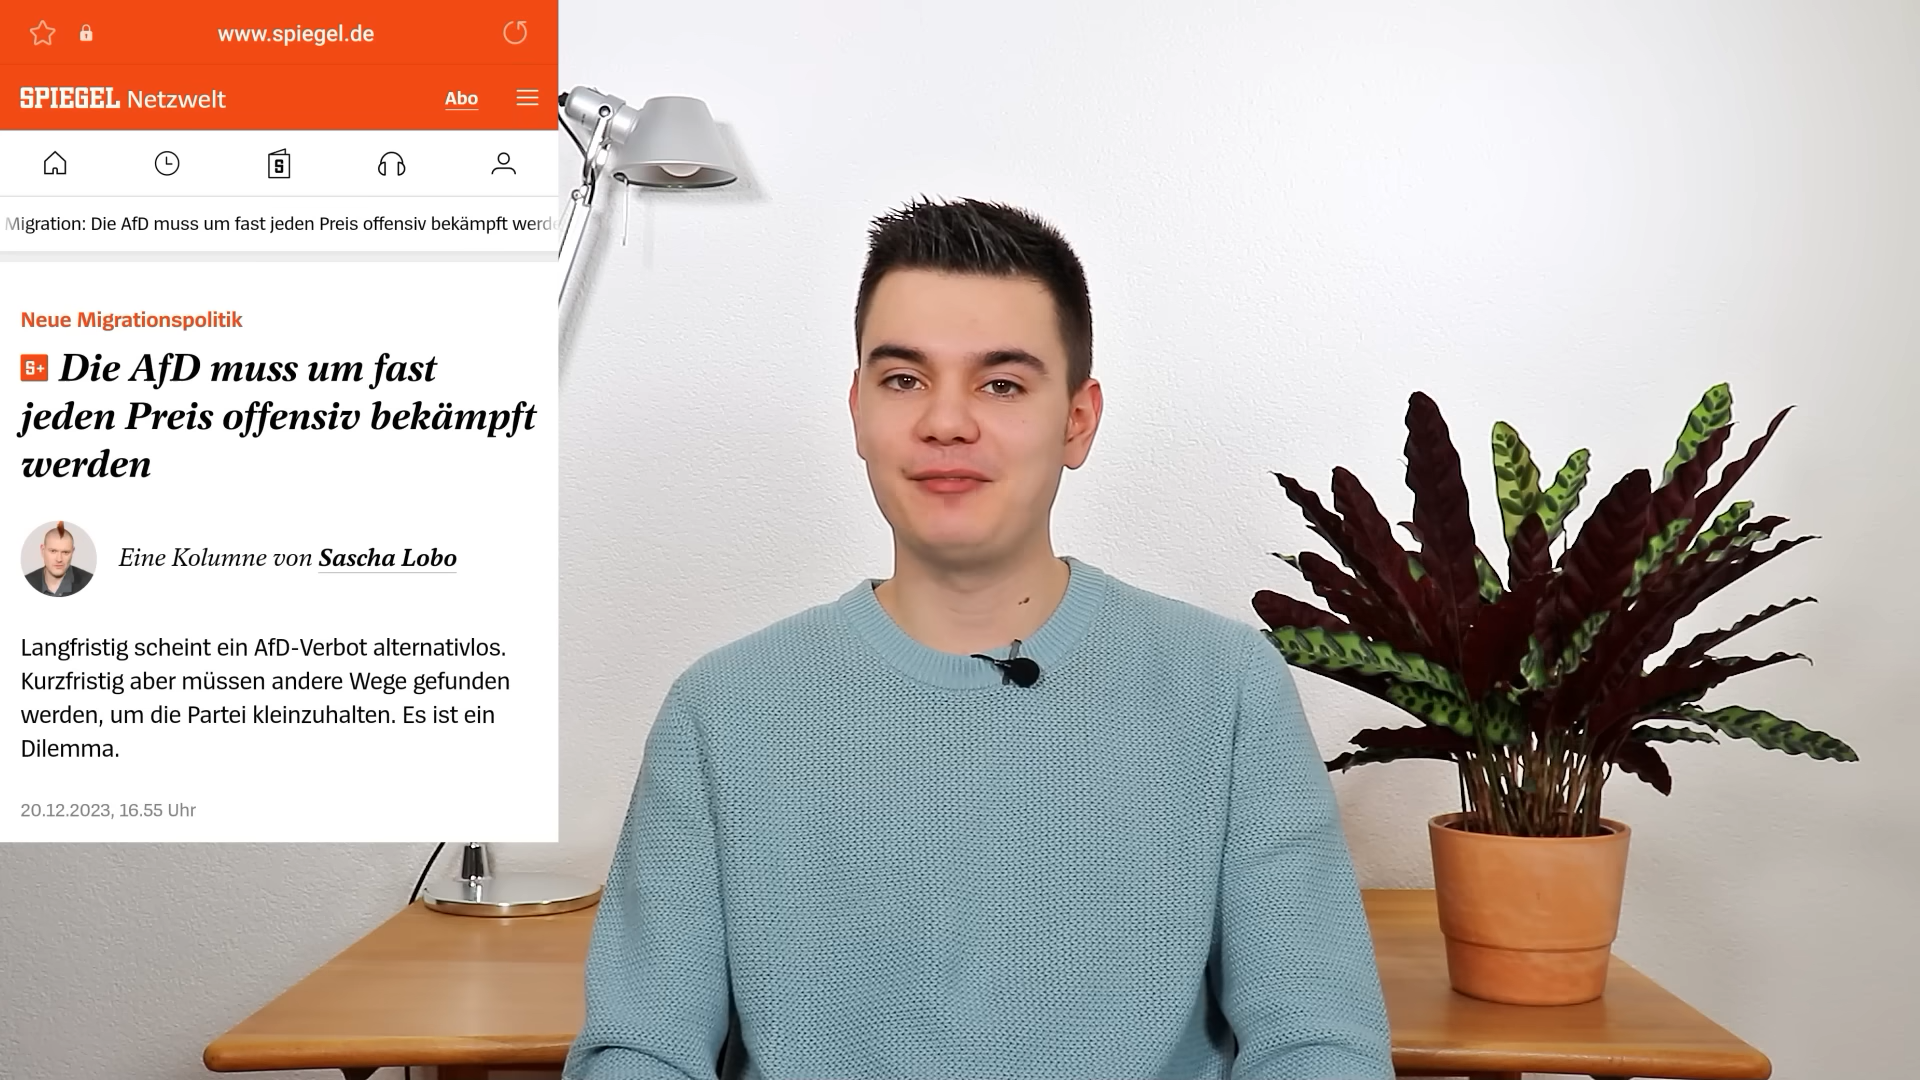 www.spiegel.de
SPIEGEL Netzwelt
Abo
S
Migration: Die AfD muss um fast jeden Preis offensiv bekämpft werde
Neue Migrationspolitik
S+ Die AfD muss um fast
jeden Preis offensiv bekämpft
werden
Eine Kolumne von Sascha Lobo
Langfristig scheint ein AfD-Verbot alternativlos.
Kurzfristig aber müssen andere Wege gefunden
werden, um die Partei kleinzuhalten. Es ist ein
Dilemma.
20.12.2023, 16.55 Uhr